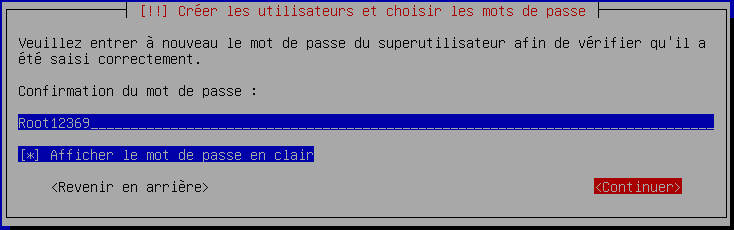 [!!] Créer les utilisateurs et choisir les mots de passe
Veuillez entrer à nouveau le mot de passe du superutilisateur afin de vérifier qu'il a
été saisi correctement.
Confirmation du mot de passe :
Root12369
[*] Afficher le mot de passe en clair
<Revenir en arrière> <Continuer>